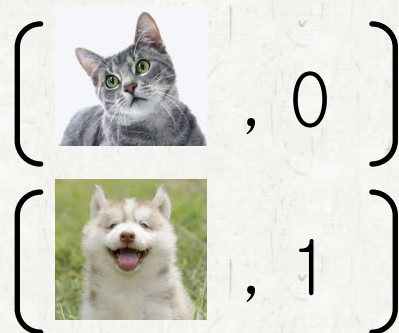 ( , 0 )
( , 1 )